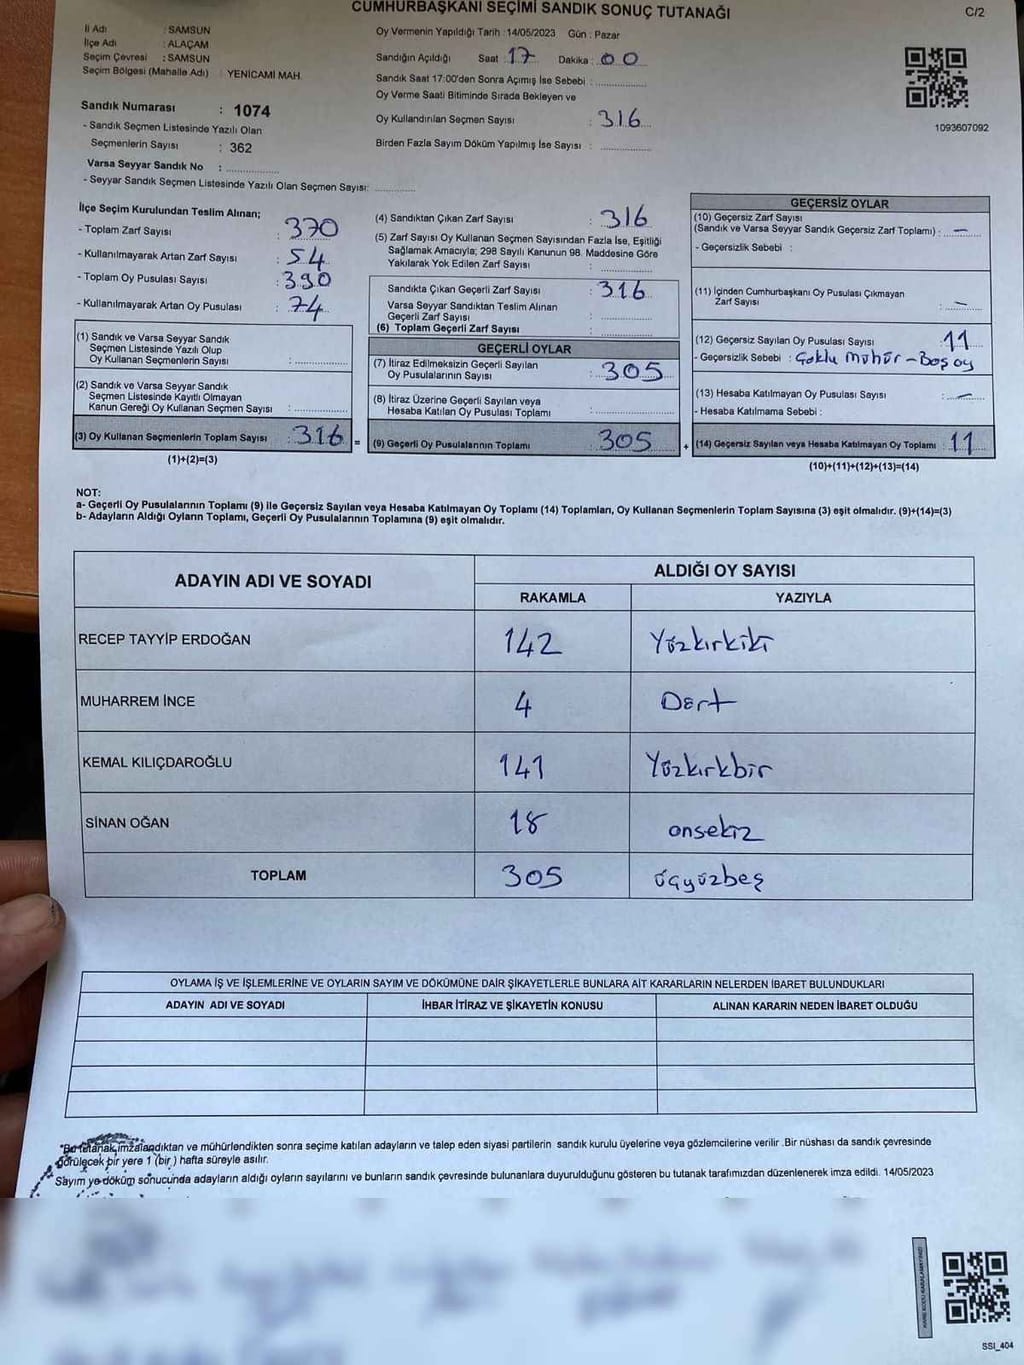 CUMHURBAŞKANI SEÇİMİ SANDIK SONUÇ TUTANAĞI
C/2
İl Adı : SAMSUN
İlçe Adı : ALAÇAM
Seçim Çevresi : SAMSUN
Seçim Bölgesi (Mahalle Adı) : YENİCAMİ MAH.
Sandık Numarası : 1074
- Sandık Seçmen Listesinde Yazılı Olan
Seçmenlerin Sayısı : 362
Varsa Seyyar Sandık No :
- Seyyar Sandık Seçmen Listesinde Yazılı Olan Seçmen Sayısı:
Oy Vermenin Yapıldığı Tarih : 14/05/2023 Gün : Pazar
Sandığın Açıldığı Saat : 17 Dakika : 00
Sandık Saat 17:00'den Sonra Açımış İse Sebebi :
Oy Verme Saati Bitiminde Sırada Bekleyen ve
Oy Kullandırılan Seçmen Sayısı : 316
Birden Fazla Sayım Döküm Yapılmış İse Sayısı :
1093607092
İlçe Seçim Kurulundan Teslim Alınan;
- Toplam Zarf Sayısı : 370
- Kullanılmayarak Artan Zarf Sayısı : 54
- Toplam Oy Pusulası Sayısı : 390
- Kullanılmayarak Artan Oy Pusulası : 74
(1) Sandık ve Varsa Seyyar Sandık
Seçmen Listesinde Yazılı Olup
Oy Kullanan Seçmenlerin Sayısı :
(2) Sandık ve Varsa Seyyar Sandık
Seçmen Listesinde Kayıtlı Olmayan
Kanun Gereği Oy Kullanan Seçmen Sayısı :
(3) Oy Kullanan Seçmenlerin Toplam Sayısı : 316 =
(1)+(2)=(3)
(4) Sandıktan Çıkan Zarf Sayısı : 316
(5) Zarf Sayısı Oy Kullanan Seçmen Sayısından Fazla İse, Eşitliği
Sağlamak Amacıyla; 298 Sayılı Kanunun 98. Maddesine Göre
Yakılarak Yok Edilen Zarf Sayısı :
Sandıkta Çıkan Geçerli Zarf Sayısı : 316
Varsa Seyyar Sandıktan Teslim Alınan
Geçerli Zarf Sayısı :
(6) Toplam Geçerli Zarf Sayısı :
GEÇERLİ OYLAR
(7) İtiraz Edilmeksizin Geçerli Sayılan
Oy Pusulalarının Sayısı : 305
(8) İtiraz Üzerine Geçerli Sayılan veya
Hesaba Katılan Oy Pusulası Toplamı :
(9) Geçerli Oy Pusulalarının Toplamı : 305 +
GEÇERSİZ OYLAR
(10) Geçersiz Zarf Sayısı
(Sandık ve Varsa Seyyar Sandık Geçersiz Zarf Toplamı) : —
- Geçersizlik Sebebi :
(11) İçinden Cumhurbaşkanı Oy Pusulası Çıkmayan
Zarf Sayısı : —
(12) Geçersiz Sayılan Oy Pusulası Sayısı : 11
- Geçersizlik Sebebi : Çoklu mühür - Boş oy
(13) Hesaba Katılmayan Oy Pusulası Sayısı : —
- Hesaba Katılmama Sebebi :
(14) Geçersiz Sayılan veya Hesaba Katılmayan Oy Toplamı : 11
(10)+(11)+(12)+(13)=(14)
NOT:
a- Geçerli Oy Pusulalarının Toplamı (9) ile Geçersiz Sayılan veya Hesaba Katılmayan Oy Toplamı (14) Toplamları, Oy Kullanan Seçmenlerin Toplam Sayısına (3) eşit olmalıdır. (9)+(14)=(3)
b- Adayların Aldığı Oyların Toplamı, Geçerli Oy Pusulalarının Toplamına (9) eşit olmalıdır.
ADAYIN ADI VE SOYADI
ALDIĞI OY SAYISI
RAKAMLA YAZIYLA
RECEP TAYYİP ERDOĞAN 142 Yüzkırkiki
MUHARREM İNCE 4 Dört
KEMAL KILIÇDAROĞLU 141 Yüzkırkbir
SİNAN OĞAN 18 onsekiz
TOPLAM 305 üçyüzbeş
OYLAMA İŞ VE İŞLEMLERİNE VE OYLARIN SAYIM VE DÖKÜMÜNE DAİR ŞİKAYETLERLE BUNLARA AİT KARARLARIN NELERDEN İBARET BULUNDUKLARI
ADAYIN ADI VE SOYADI İHBAR İTİRAZ VE ŞİKAYETİN KONUSU ALINAN KARARIN NEDEN İBARET OLDUĞU
*Bu tutanak,imzalandıktan ve mühürlendikten sonra seçime katılan adayların ve talep eden siyasi partilerin sandık kurulu üyelerine veya gözlemcilerine verilir .Bir nüshası da sandık çevresinde
görülecek bir yere 1 (bir ) hafta süreyle asılır.
Sayım ve döküm sonucunda adayların aldığı oyların sayılarını ve bunların sandık çevresinde bulunanlara duyurulduğunu gösteren bu tutanak tarafımızdan düzenlenerek imza edildi. 14/05/2023
SSI_404